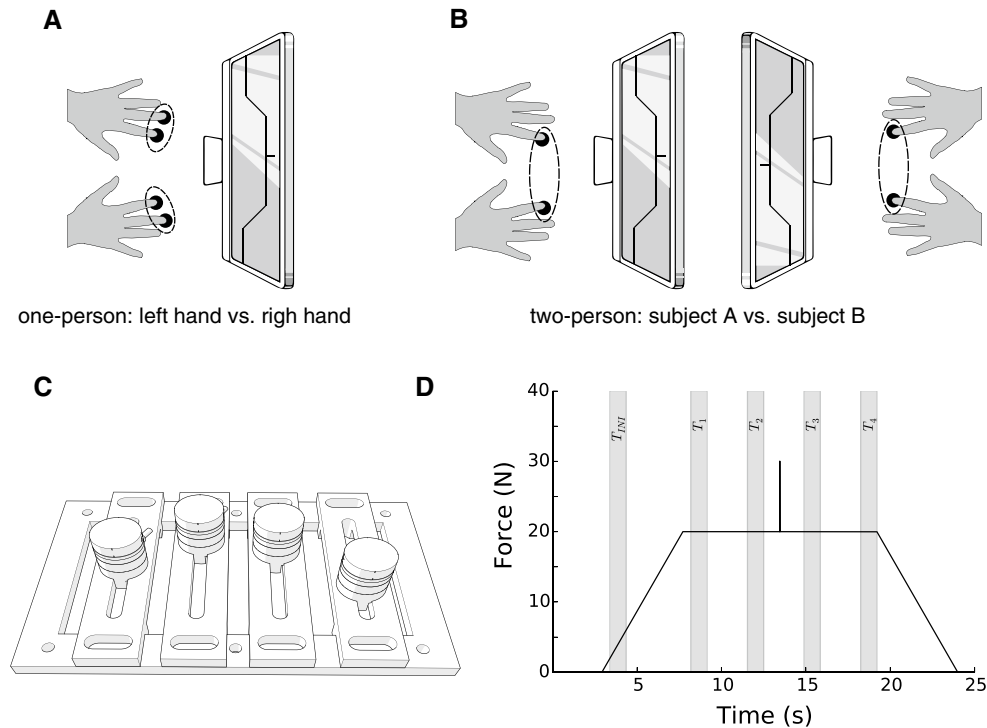 A
B
one-person: left hand vs. righ hand
two-person: subject A vs. subject B
C
D
40
30
20
10
0
Force (N)
T_INI
T_1
T_2
T_3
T_4
5
10
15
20
25
Time (s)